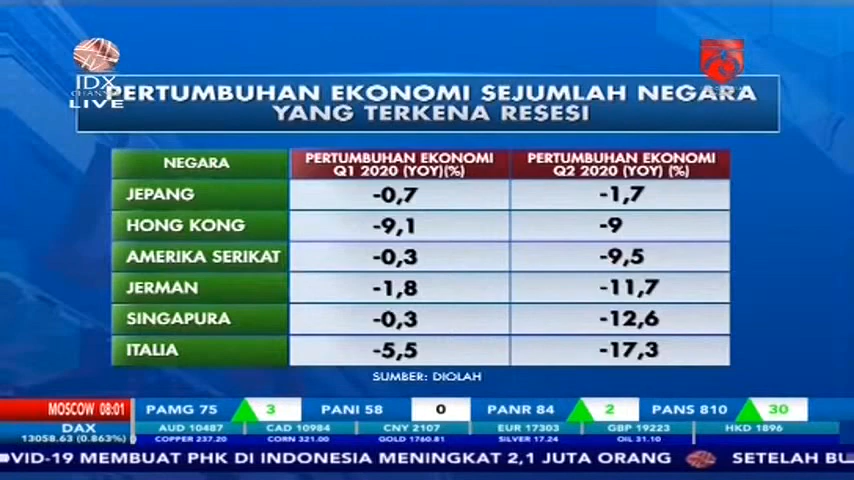 IDX
CHANNEL
LIVE
PERTUMBUHAN EKONOMI SEJUMLAH NEGARA
YANG TERKENA RESESI
NEGARA PERTUMBUHAN EKONOMI Q1 2020 (YOY)(%) PERTUMBUHAN EKONOMI Q2 2020 (YOY) (%)
JEPANG -0,7 -1,7
HONG KONG -9,1 -9
AMERIKA SERIKAT -0,3 -9,5
JERMAN -1,8 -11,7
SINGAPURA -0,3 -12,6
ITALIA -5,5 -17,3
SUMBER: DIOLAH
MOSCOW 08:01 PAMG 75 3 PANI 58 0 PANR 84 2 PANS 810 30
DAX AUD 10487 CAD 10984 CNY 2107 EUR 17303 GBP 19223 HKD 1896
13058.63 (0.863%) COPPER 237.20 CORN 321.00 GOLD 1760.81 SILVER 17.24 OIL 31.10
OVID-19 MEMBUAT PHK DI INDONESIA MENINGKAT 2,1 JUTA ORANG SETELAH BU